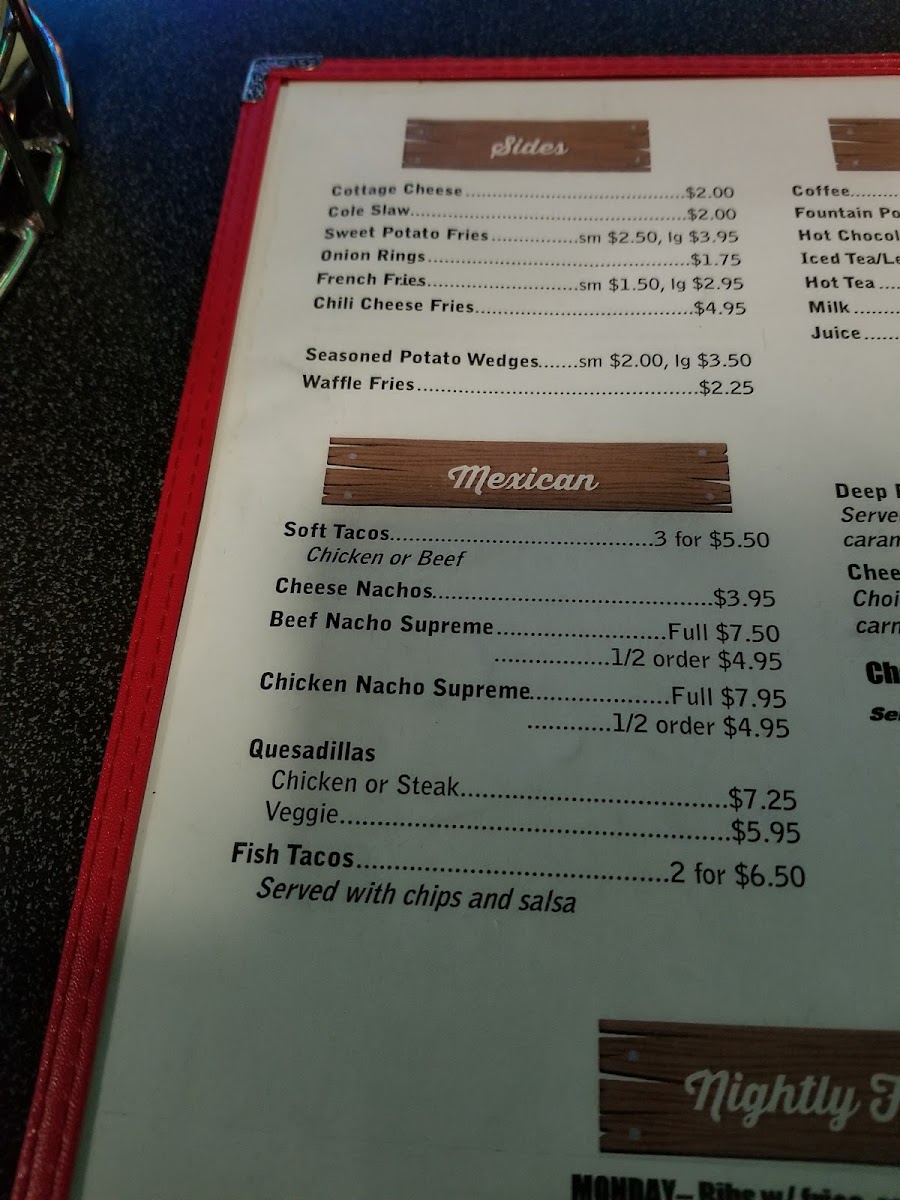 Sides
Cottage Cheese..............................................$2.00
Cole Slaw.........................................................$2.00
Sweet Potato Fries..................sm $2.50, lg $3.95
Onion Rings.......................................................$1.75
French Fries...............................sm $1.50, lg $2.95
Chili Cheese Fries.............................................$4.95
Seasoned Potato Wedges.......sm $2.00, lg $3.50
Waffle Fries.......................................................$2.25
Mexican
Soft Tacos..........................................3 for $5.50
Chicken or Beef
Cheese Nachos..............................................$3.95
Beef Nacho Supreme...........................Full $7.50
..................1/2 order $4.95
Chicken Nacho Supreme......................Full $7.95
.............1/2 order $4.95
Quesadillas
Chicken or Steak..........................................$7.25
Veggie............................................................$5.95
Fish Tacos................................................2 for $6.50
Served with chips and salsa
Coffee........
Fountain
Hot
Iced
Hot Tea....
Milk........
Juice......
Deep
Nightly
MONDAY– Ribs w/